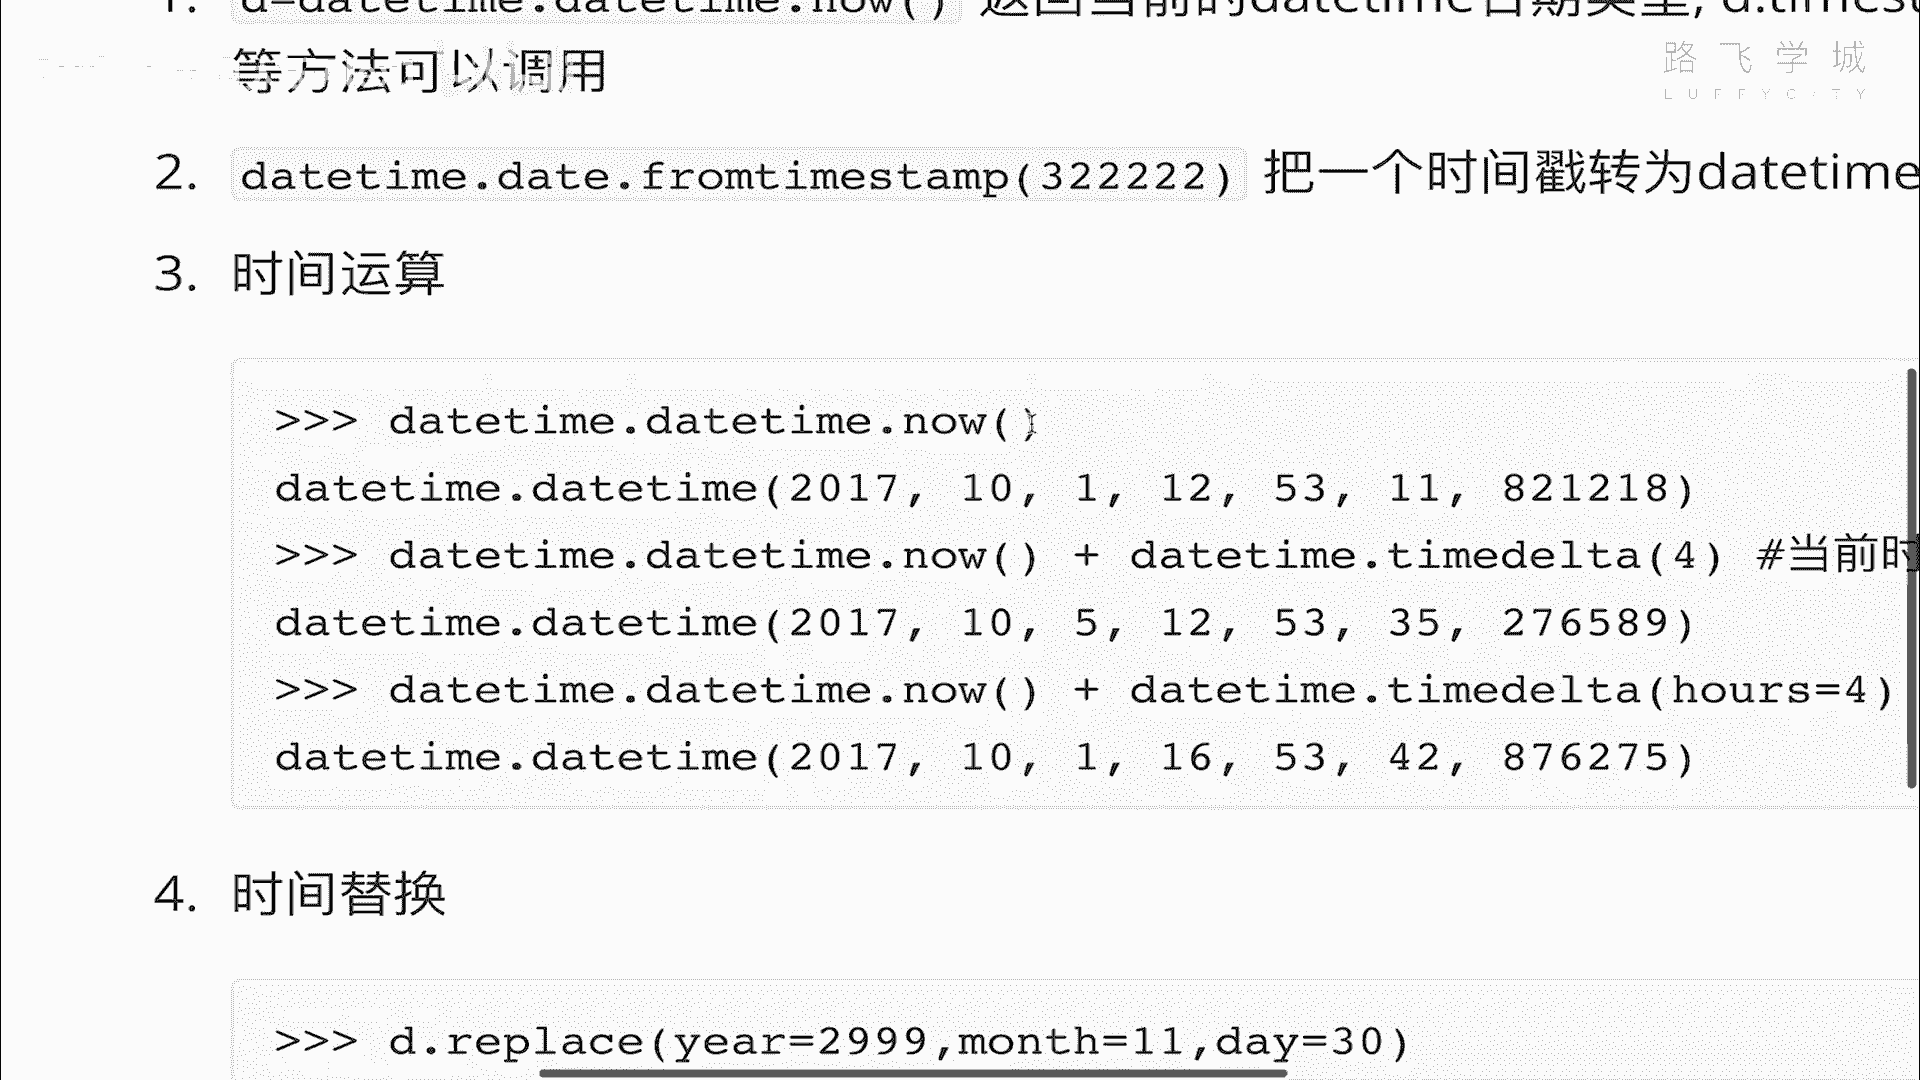 1. d=datetime.datetime.now() 返回当前的datetime日期类型, d.timest
等方法可以调用
路飞学城
LUFFYCITY
2. datetime.date.fromtimestamp(322222) 把一个时间戳转为datetime
3. 时间运算
>>> datetime.datetime.now()
datetime.datetime(2017, 10, 1, 12, 53, 11, 821218)
>>> datetime.datetime.now() + datetime.timedelta(4) #当前时
datetime.datetime(2017, 10, 5, 12, 53, 35, 276589)
>>> datetime.datetime.now() + datetime.timedelta(hours=4)
datetime.datetime(2017, 10, 1, 16, 53, 42, 876275)
4. 时间替换
>>> d.replace(year=2999,month=11,day=30)